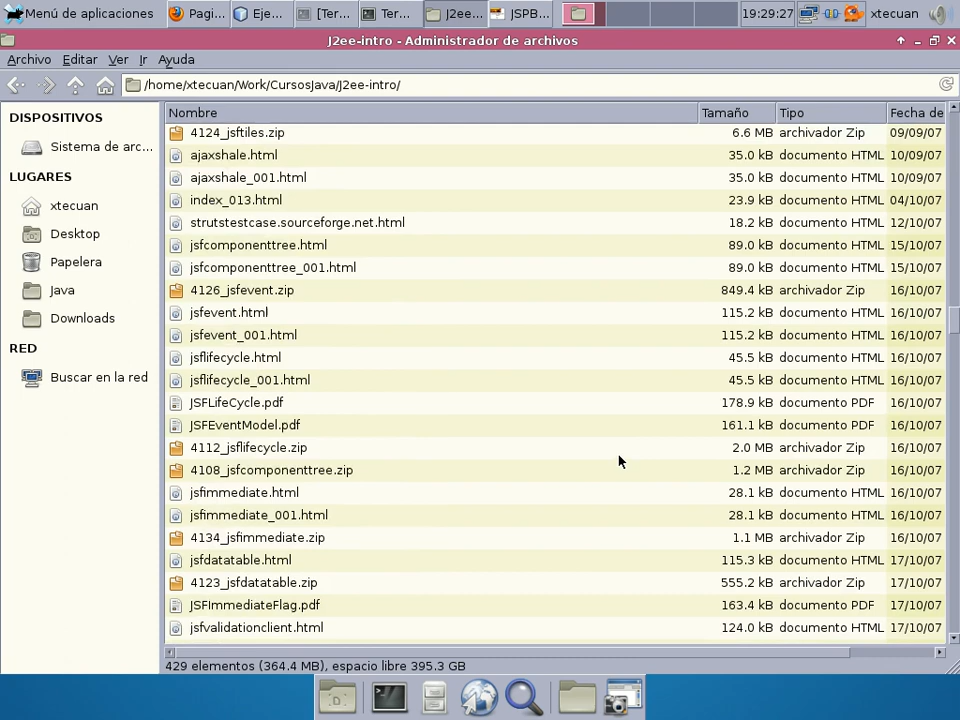 Menú de aplicaciones
Pagi...
Eje...
[Ter...
Ter...
J2ee...
JSPB...
19:29:27
xtecuan
J2ee-intro - Administrador de archivos
Archivo Editar Ver Ir Ayuda
/home/xtecuan/Work/CursosJava/J2ee-intro/
DISPOSITIVOS
Sistema de arc...
LUGARES
xtecuan
Desktop
Papelera
Java
Downloads
RED
Buscar en la red
Nombre Tamaño Tipo Fecha de
4124_jsftiles.zip 6.6 MB archivador Zip 09/09/07
ajaxshale.html 35.0 kB documento HTML 10/09/07
ajaxshale_001.html 35.0 kB documento HTML 10/09/07
index_013.html 23.9 kB documento HTML 04/10/07
strutstestcase.sourceforge.net.html 18.2 kB documento HTML 12/10/07
jsfcomponenttree.html 89.0 kB documento HTML 15/10/07
jsfcomponenttree_001.html 89.0 kB documento HTML 15/10/07
4126_jsfevent.zip 849.4 kB archivador Zip 16/10/07
jsfevent.html 115.2 kB documento HTML 16/10/07
jsfevent_001.html 115.2 kB documento HTML 16/10/07
jsflifecycle.html 45.5 kB documento HTML 16/10/07
jsflifecycle_001.html 45.5 kB documento HTML 16/10/07
JSFLifeCycle.pdf 178.9 kB documento PDF 16/10/07
JSFEventModel.pdf 161.1 kB documento PDF 16/10/07
4112_jsflifecycle.zip 2.0 MB archivador Zip 16/10/07
4108_jsfcomponenttree.zip 1.2 MB archivador Zip 16/10/07
jsfimmediate.html 28.1 kB documento HTML 16/10/07
jsfimmediate_001.html 28.1 kB documento HTML 16/10/07
4134_jsfimmediate.zip 1.1 MB archivador Zip 16/10/07
jsfdatatable.html 115.3 kB documento HTML 17/10/07
4123_jsfdatatable.zip 555.2 kB archivador Zip 17/10/07
JSFImmediateFlag.pdf 163.4 kB documento PDF 17/10/07
jsfvalidationclient.html 124.0 kB documento HTML 17/10/07
429 elementos (364.4 MB), espacio libre 395.3 GB